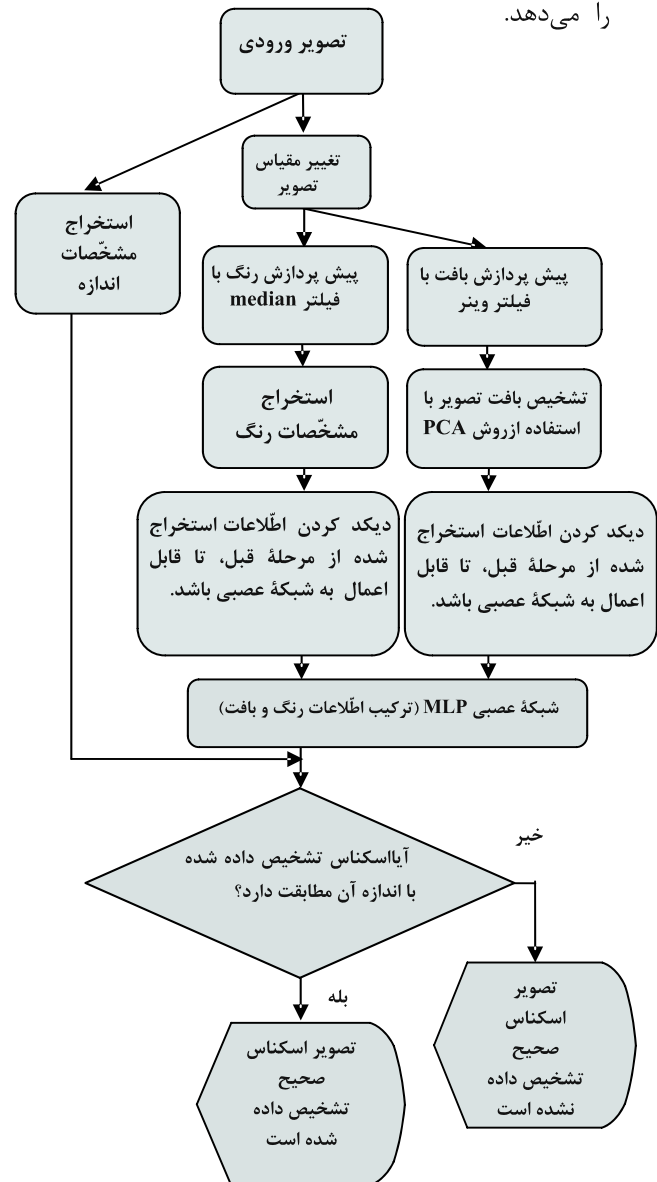 را می‌دهد.
تصویر ورودی
تغییر مقیاس
تصویر
استخراج
مشخّصات
اندازه
پیش پردازش رنگ با
فیلتر median
پیش پردازش بافت با
فیلتر وینر
استخراج
مشخّصات رنگ
تشخیص بافت تصویر با
استفاده ازروش PCA
دیکد کردن اطّلاعات استخراج
شده از مرحلهٔ قبل، تا قابل
اعمال به شبکهٔ عصبی باشد.
دیکد کردن اطّلاعات استخراج
شده از مرحلهٔ قبل، تا قابل
اعمال به شبکهٔ عصبی باشد.
شبکهٔ عصبی MLP (ترکیب اطّلاعات رنگ و بافت)
آیااسکناس تشخیص داده شده
با اندازه آن مطابقت دارد؟
خیر
بله
تصویر
اسکناس
صحیح
تشخیص داده
نشده است
تصویر اسکناس
صحیح
تشخیص داده
شده است